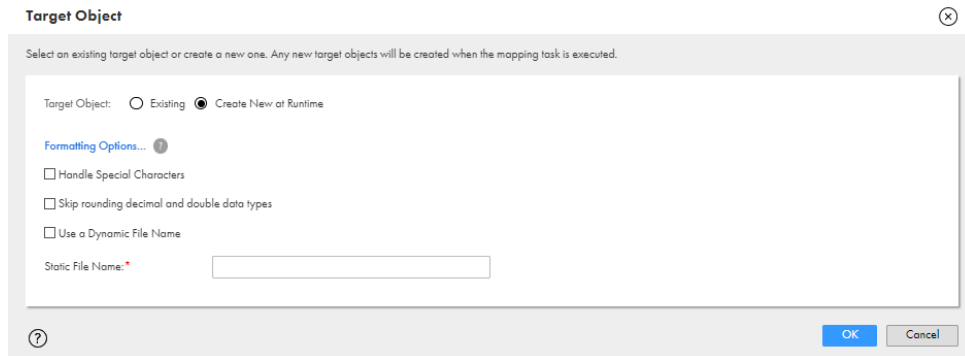 Target Object
Select an existing target object or create a new one. Any new target objects will be created when the mapping task is executed.
Target Object: Existing Create New at Runtime
Formatting Options... ?
Handle Special Characters
Skip rounding decimal and double data types
Use a Dynamic File Name
Static File Name:*
? OK Cancel